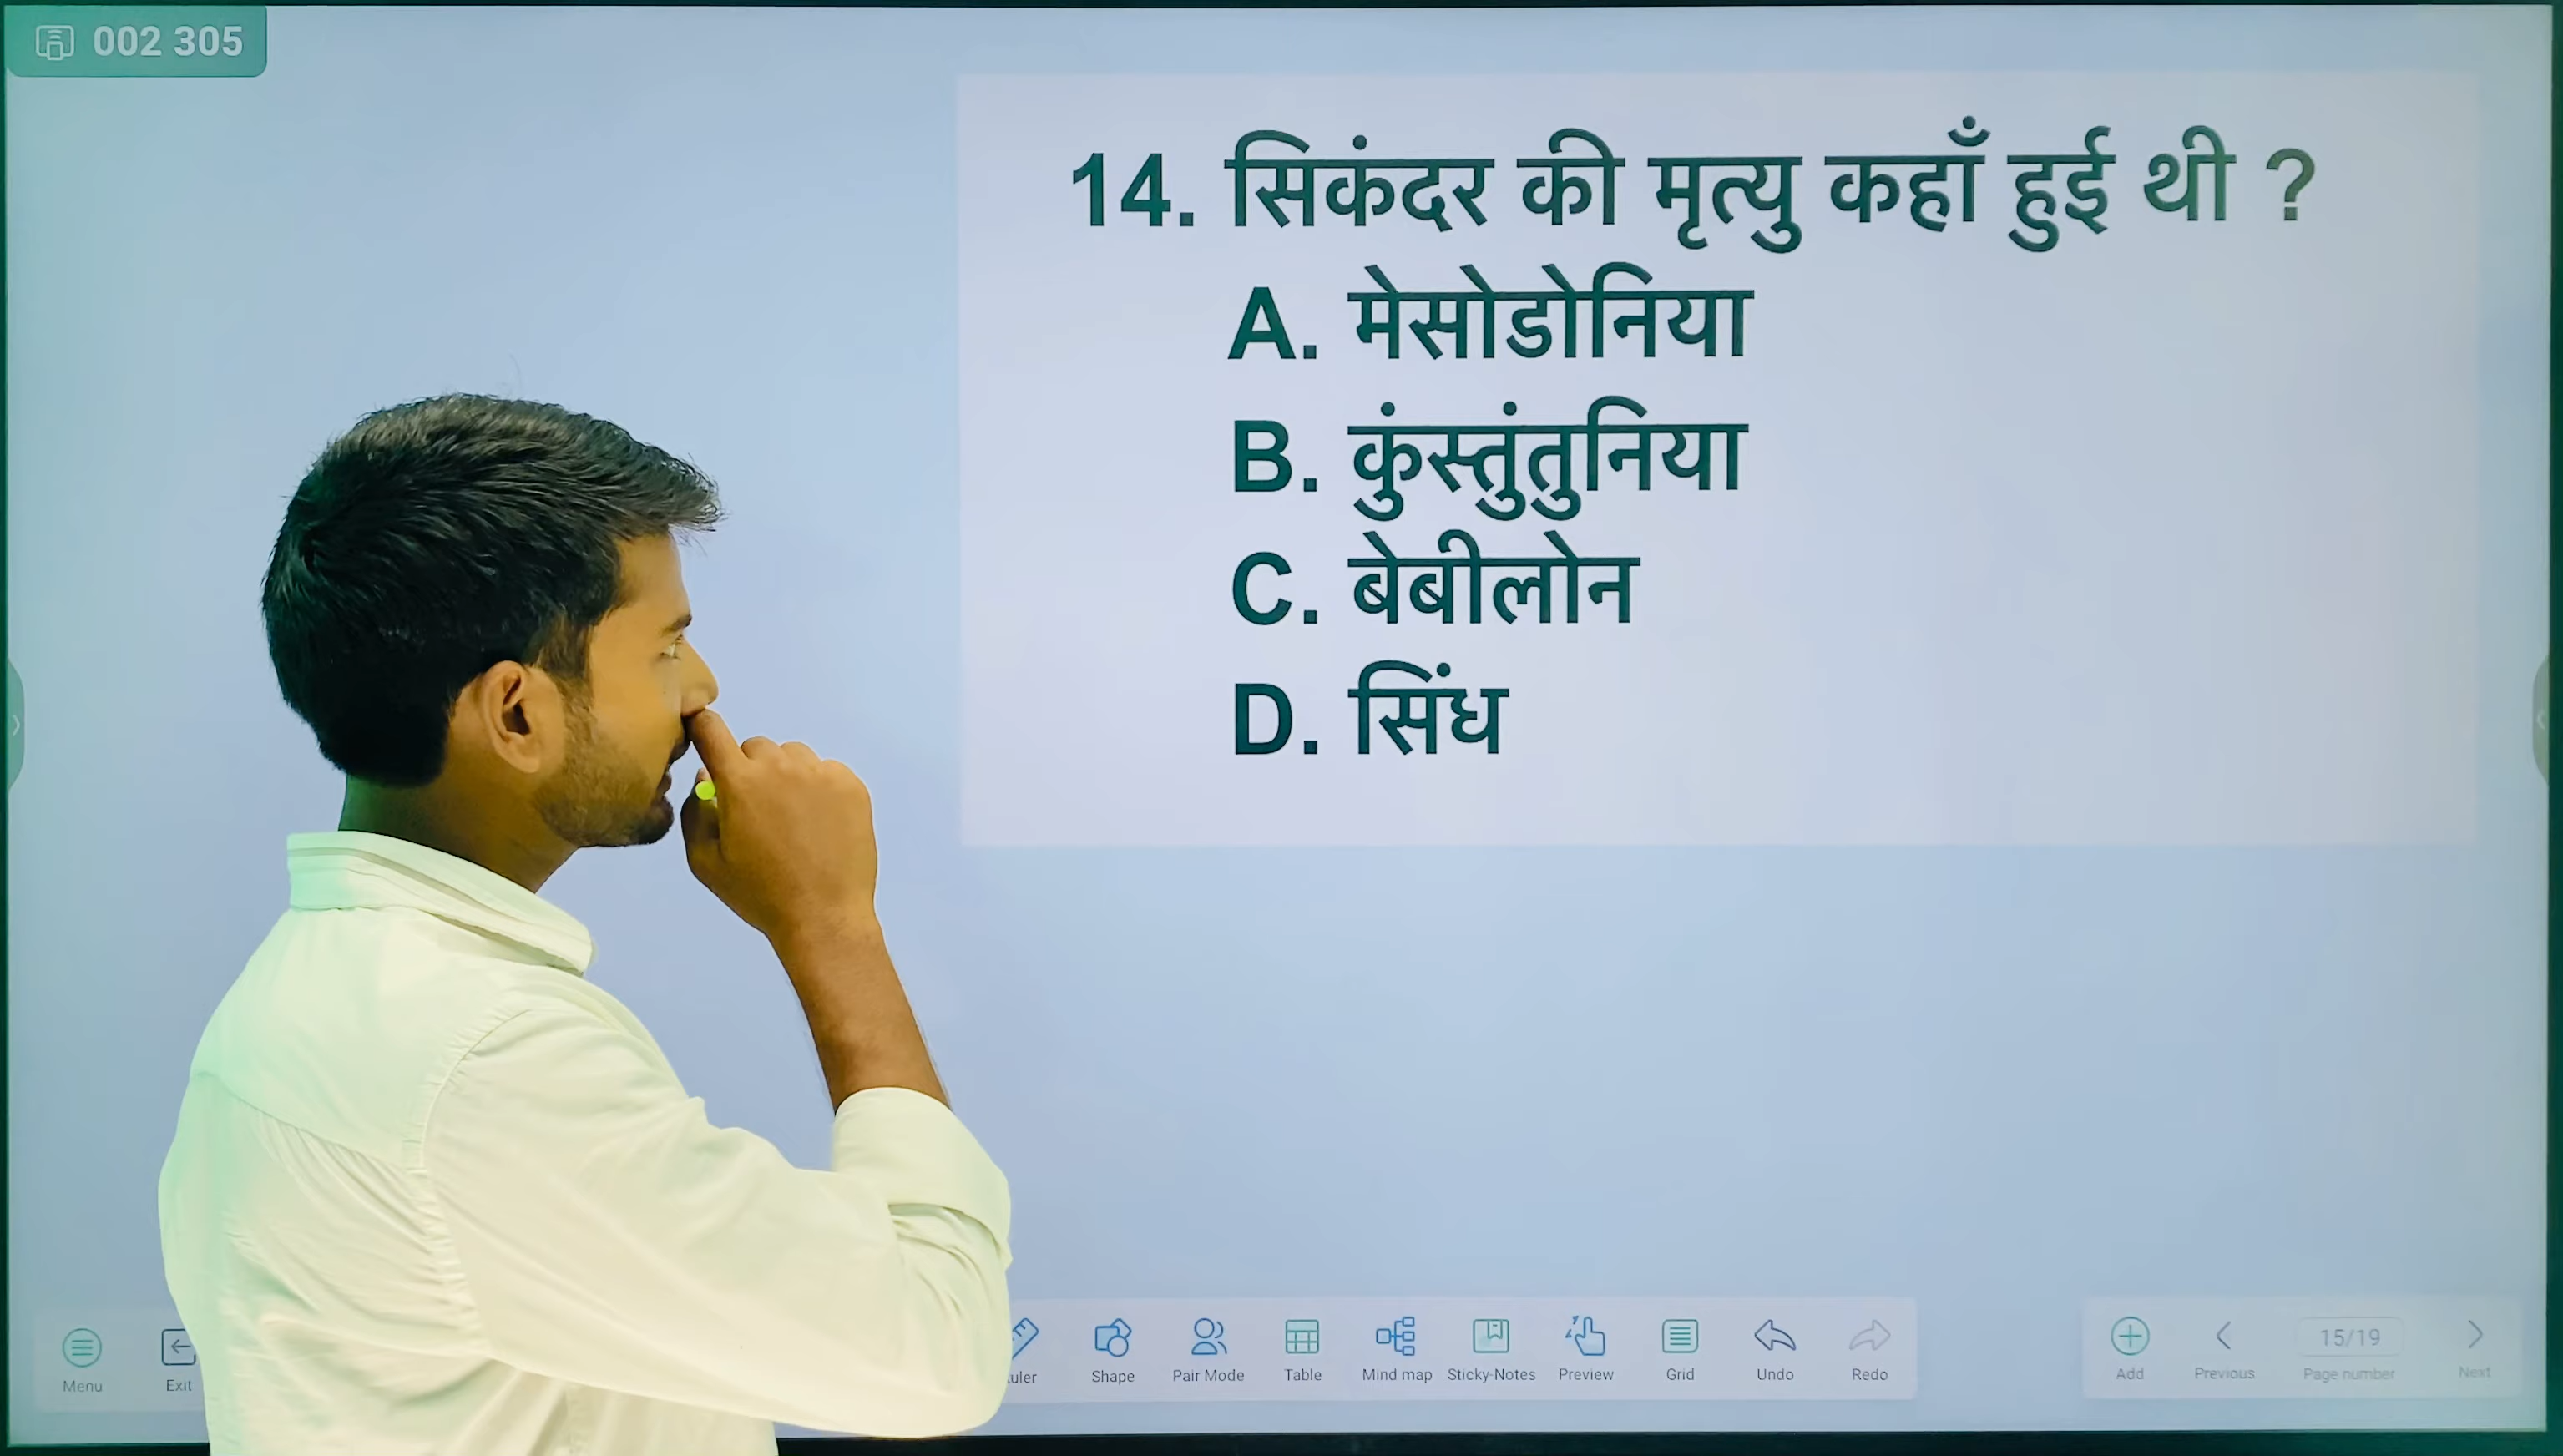 002 305
14. सिकंदर की मृत्यु कहाँ हुई थी ?
A. मेसोडोनिया
B. कुंस्तुंतुनिया
C. बेबीलोन
D. सिंध
Menu Exit Shape Pair Mode Table Mind map Sticky-Notes Preview Grid Undo Redo Add Previous 15/19 Page number Next